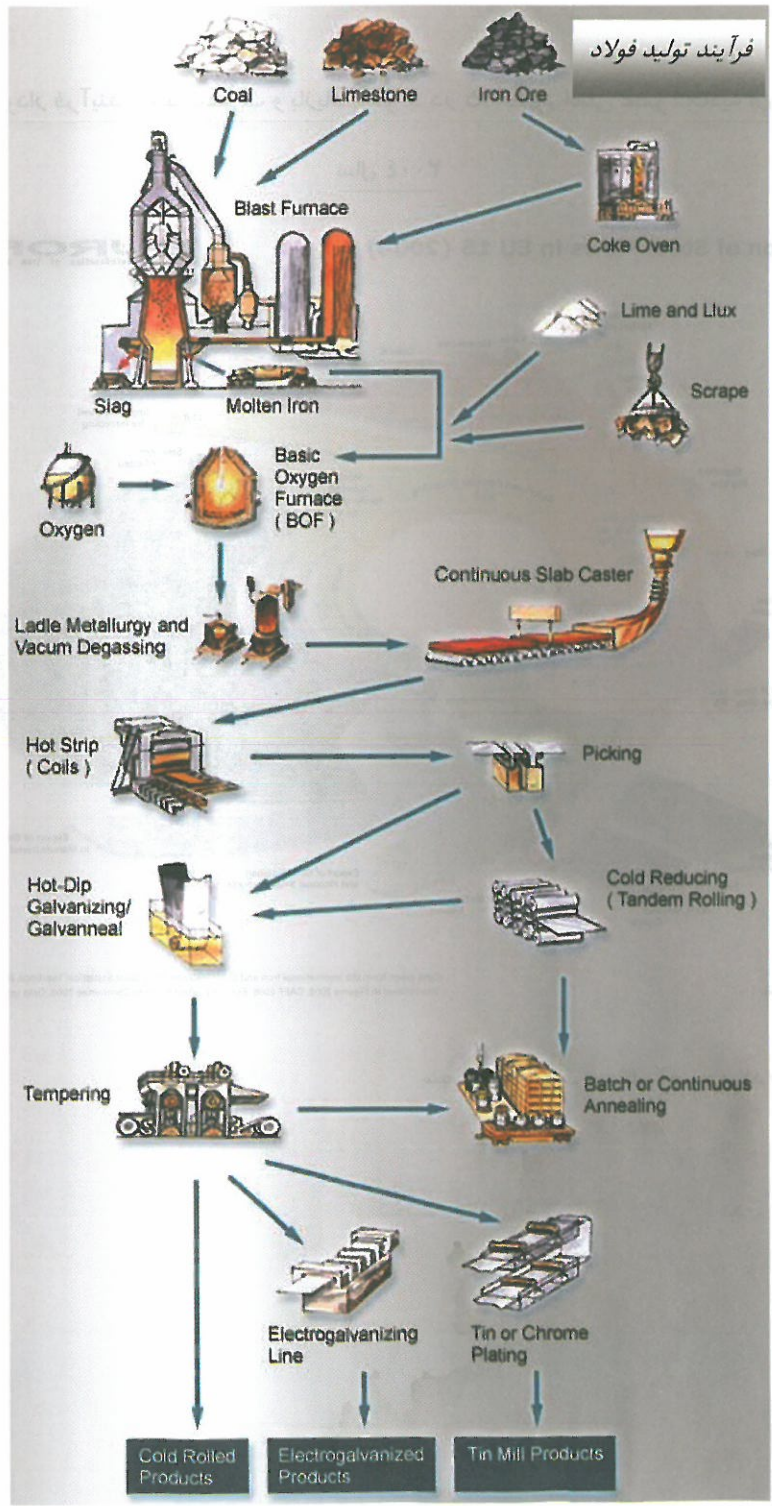 فرآیند تولید فولاد
Coal
Limestone
Iron Ore
Blast Furnace
Coke Oven
Lime and Llux
Scrape
Slag
Molten Iron
Basic
Oxygen
Furnace
( BOF )
Oxygen
Continuous Slab Caster
Ladle Metallurgy and
Vacum Degassing
Hot Strip
( Coils )
Picking
Hot-Dip
Galvanizing/
Galvanneal
Cold Reducing
( Tandem Rolling )
Tempering
Batch or Continuous
Annealing
Electrogalvanizing
Line
Tin or Chrome
Plating
Cold Rolled
Products
Electrogalvanized
Products
Tin Mill Products